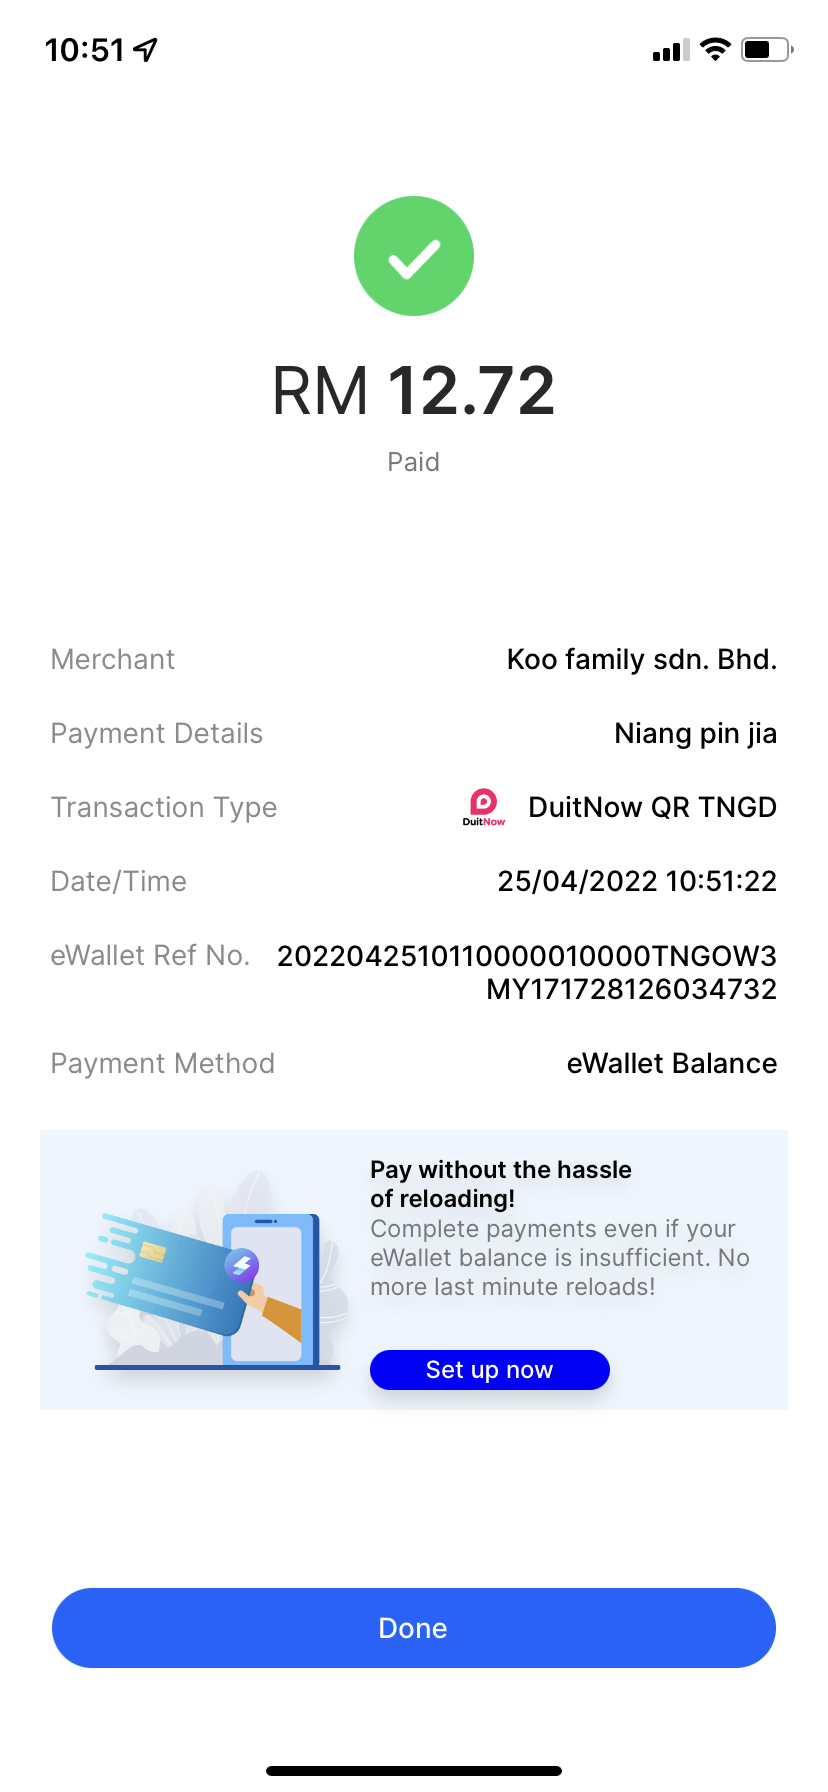 10:51
RM 12.72
Paid
Merchant Koo family sdn. Bhd.
Payment Details Niang pin jia
Transaction Type DuitNow DuitNow QR TNGD
Date/Time 25/04/2022 10:51:22
eWallet Ref No. 2022042510110000010000TNGOW3
MY171728126034732
Payment Method eWallet Balance
Pay without the hassle
of reloading!
Complete payments even if your
eWallet balance is insufficient. No
more last minute reloads!
Set up now
Done